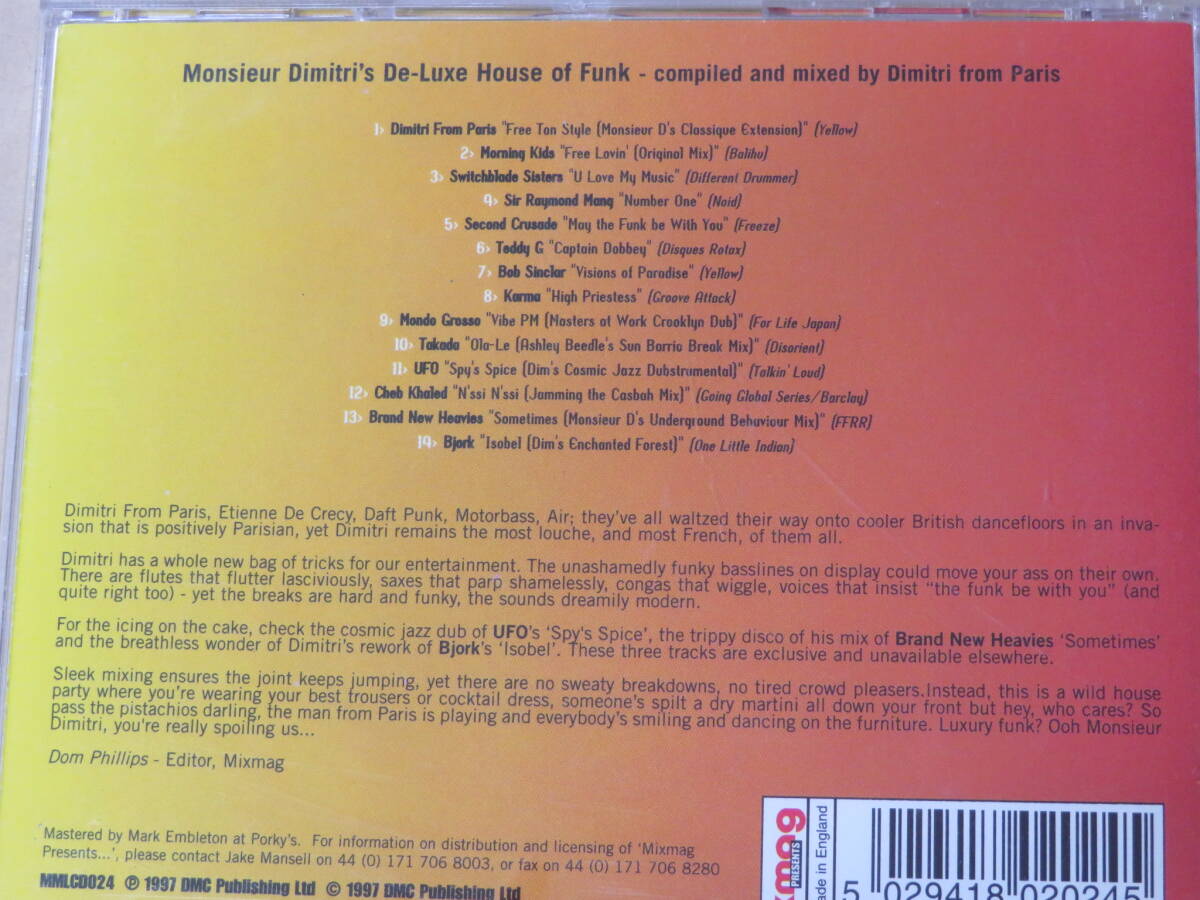 Monsieur Dimitri's De-Luxe House of Funk - compiled and mixed by Dimitri from Paris
1> Dimitri From Paris "Free Ton Style (Monsieur D's Classique Extension)" (Yellow)
2> Morning Kids "Free Lovin' (Original Mix)" (Balihu)
3> Switchblade Sisters "U Love My Music" (Different Drummer)
4> Sir Raymond Mang "Number One" (Noid)
5> Second Crusade "May the Funk be With You" (Freeze)
6> Teddy G "Captain Dobbey" (Disques Rotax)
7> Bob Sinclar "Visions of Paradise" (Yellow)
8> Karma "High Priestess" (Groove Attack)
9> Mondo Grosso "Vibe PM (Masters at Work Crooklyn Dub)" (For Life Japan)
10> Takada "Ola-Le (Ashley Beedle's Sun Barrio Break Mix)" (Disorient)
11> UFO "Spy's Spice (Dim's Cosmic Jazz Dubstrumental)" (Talkin' Loud)
12> Cheb Khaled "N'ssi N'ssi (Jamming the Casbah Mix)" (Going Global Series/Barclay)
13> Brand New Heavies "Sometimes (Monsieur D's Underground Behaviour Mix)" (FFRR)
14> Bjork "Isobel (Dim's Enchanted Forest)" (One Little Indian)
Dimitri From Paris, Etienne De Crecy, Daft Punk, Motorbass, Air; they've all waltzed their way onto cooler British dancefloors in an inva-
sion that is positively Parisian, yet Dimitri remains the most louche, and most French, of them all.
Dimitri has a whole new bag of tricks for our entertainment. The unashamedly funky basslines on display could move your ass on their own.
There are flutes that flutter lasciviously, saxes that parp shamelessly, congas that wiggle, voices that insist "the funk be with you" (and
quite right too) - yet the breaks are hard and funky, the sounds dreamily modern.
For the icing on the cake, check the cosmic jazz dub of UFO's 'Spy's Spice', the trippy disco of his mix of Brand New Heavies 'Sometimes'
and the breathless wonder of Dimitri's rework of Bjork's 'Isobel'. These three tracks are exclusive and unavailable elsewhere.
Sleek mixing ensures the joint keeps jumping, yet there are no sweaty breakdowns, no tired crowd pleasers.Instead, this is a wild house
party where you're wearing your best trousers or cocktail dress, someone's spilt a dry martini all down your front but hey, who cares? So
pass the pistachios darling, the man from Paris is playing and everybody's smiling and dancing on the furniture. Luxury funk? Ooh Monsieur
Dimitri, you're really spoiling us...
Dom Phillips - Editor, Mixmag
Mastered by Mark Embleton at Porky's. For information on distribution and licensing of 'Mixmag
Presents...', please contact Jake Mansell on 44 (0) 171 706 8003, or fax on 44 (0) 171 706 8280
MMLCD024 ℗ 1997 DMC Publishing Ltd © 1997 DMC Publishing Ltd
xmag
PRESENTS
ade in England
5 029418 020245